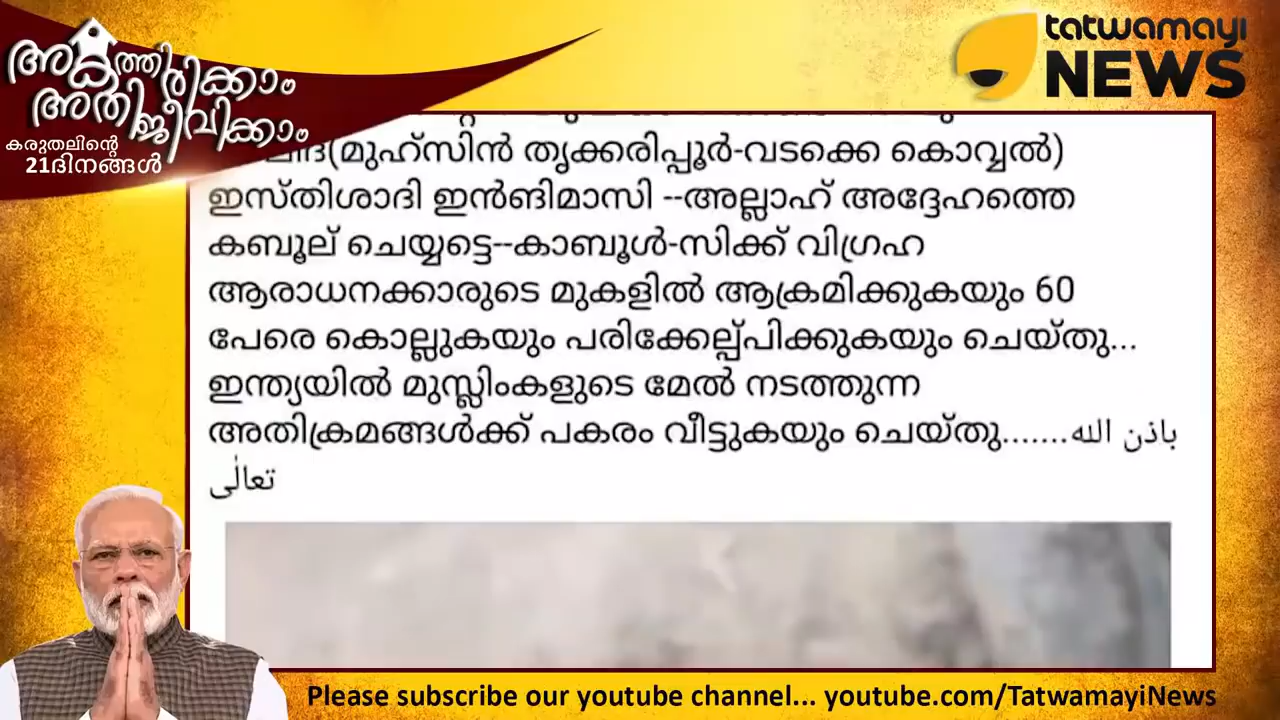 അകത്തിരിക്കാം
അതിജീവിക്കാം
കരുതലിന്റെ
21ദിനങ്ങൾ
tatwamayi
NEWS
(മുഹ്സിൻ തൃക്കരിപ്പൂർ-വടക്കെ കൊവ്വൽ)
ഇസ്തിശാദി ഇൻങിമാസി --അല്ലാഹ് അദ്ദേഹത്തെ
കബൂല് ചെയ്യട്ടെ--കാബൂൾ-സിക്ക് വിഗ്രഹ
ആരാധനക്കാരുടെ മുകളിൽ ആക്രമിക്കുകയും 60
പേരെ കൊല്ലുകയും പരിക്കേല്പ്പിക്കുകയും ചെയ്തു...
ഇന്ത്യയിൽ മുസ്ലിംകളുടെ മേൽ നടത്തുന്ന
അതിക്രമങ്ങൾക്ക് പകരം വീട്ടുകയും ചെയ്തു.......باذن الله
تعالٰى
Please subscribe our youtube channel... youtube.com/TatwamayiNews